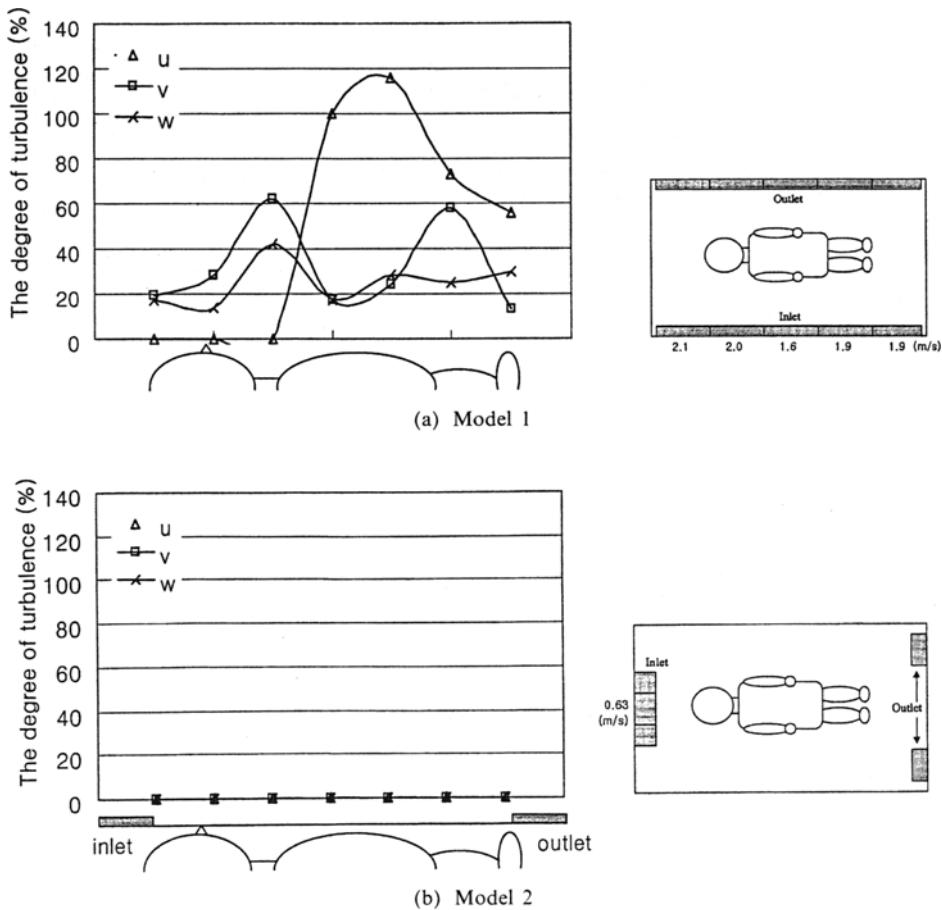 The degree of turbulence (%)
140
120
100
80
60
40
20
0
u
v
w
Outlet
Inlet
2.1 2.0 1.6 1.9 1.9 (m/s)
(a) Model 1
The degree of turbulence (%)
140
120
100
80
60
40
20
0
u
v
w
inlet
outlet
Inlet
0.63
(m/s)
Outlet
(b) Model 2